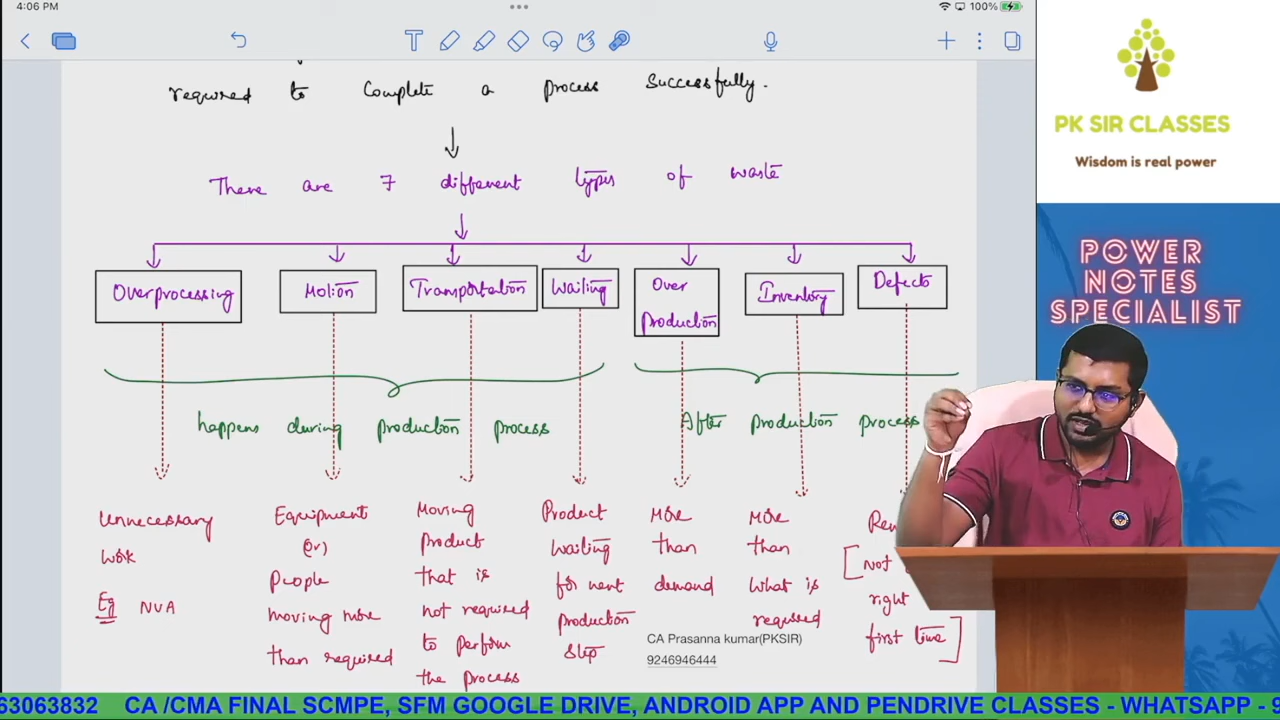 4:06 PM
100%
required to complete a process successfully.
There are 7 different types of waste
Overprocessing
Motion
Transportation
Waiting
Over
Production
Inventory
Defects
happens during production process
After production process
Unnecessary
work
Eg NVA
Equipment
(or)
People
moving more
than required
Moving
product
that is
not required
to perform
the process
Product
waiting
for next
production
step
More
than
demand
More
than
what is
required
[Not
right
first time]
CA Prasanna kumar(PKSIR)
9246946444
PK SIR CLASSES
Wisdom is real power
POWER
NOTES
SPECIALIST
63063832 CA /CMA FINAL SCMPE, SFM GOOGLE DRIVE, ANDROID APP AND PENDRIVE CLASSES - WHATSAPP - 9